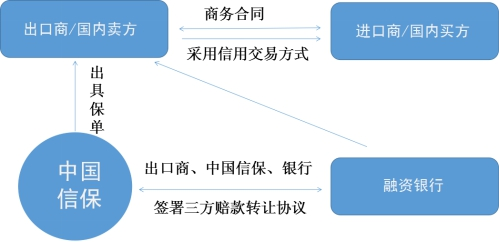 出口商/国内卖方
商务合同
采用信用交易方式
进口商/国内买方
出具保单
中国
信保
出口商、中国信保、银行
签署三方赔款转让协议
融资银行